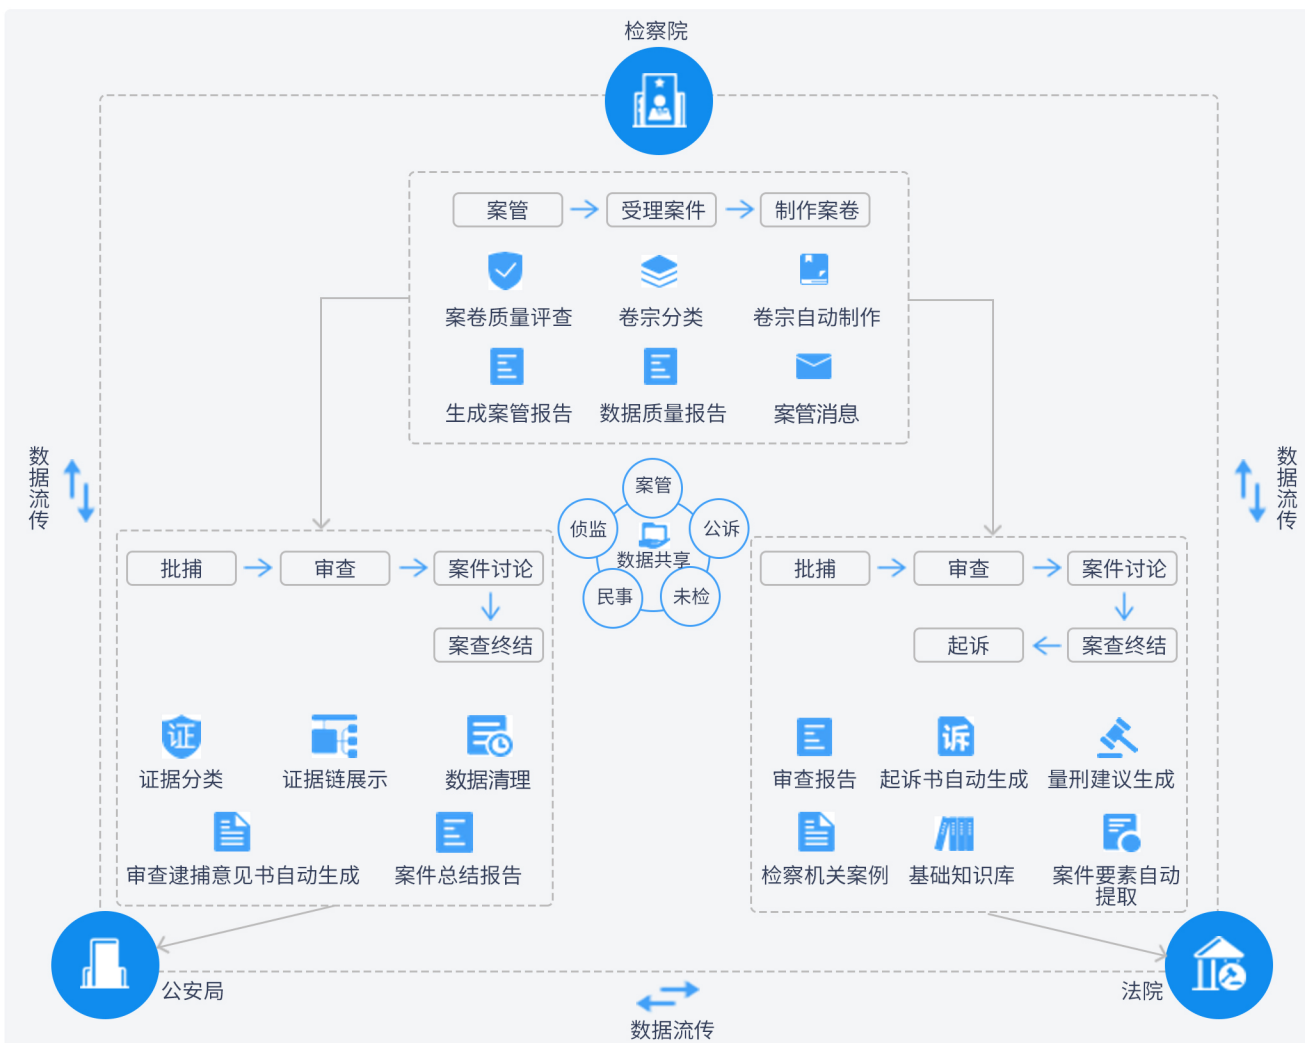 检察院
案管
受理案件
制作案卷
案卷质量评查
卷宗分类
卷宗自动制作
生成案管报告
数据质量报告
案管消息
数据流传
数据流传
案管
侦监
公诉
数据共享
民事
未检
批捕
审查
案件讨论
案查终结
证
证据分类
证据链展示
数据清理
审查逮捕意见书自动生成
案件总结报告
批捕
审查
案件讨论
起诉
案查终结
诉
审查报告
起诉书自动生成
量刑建议生成
检察机关案例
基础知识库
案件要素自动
提取
公安局
法院
数据流传